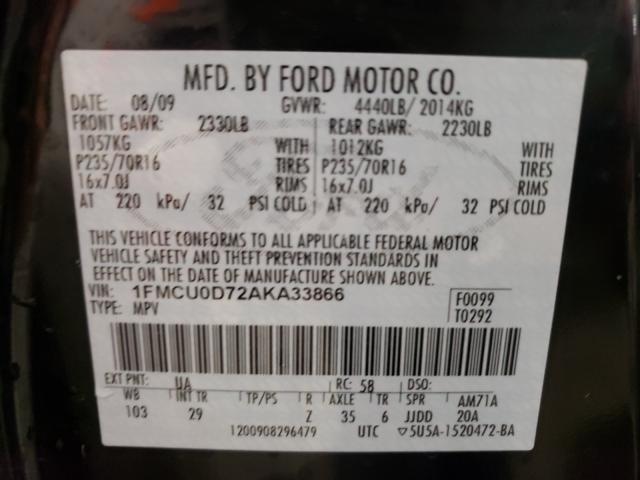 MFD. BY FORD MOTOR CO.
DATE: 08/09 GVWR: 4440LB/ 2014KG
FRONT GAWR: 2330LB REAR GAWR: 2230LB
1057KG WITH 1012KG WITH
P235/70R16 TIRES P235/70R16 TIRES
16x7.0J RIMS 16x7.0J RIMS
AT 220 kPa/ 32 PSI COLD AT 220 kPa/ 32 PSI COLD
THIS VEHICLE CONFORMS TO ALL APPLICABLE FEDERAL MOTOR
VEHICLE SAFETY AND THEFT PREVENTION STANDARDS IN
EFFECT ON THE DATE OF MANUFACTURE SHOWN ABOVE.
VIN: 1FMCU0D72AKA33866 F0099
TYPE: MPV T0292
EXT PNT: UA RC: 58 DSO:
WB INT TR TP/PS R AXLE TR SPR AM71A
103 29 Z 35 6 JJDD 20A
1200908296479 UTC ▽5U5A-1520472-BA